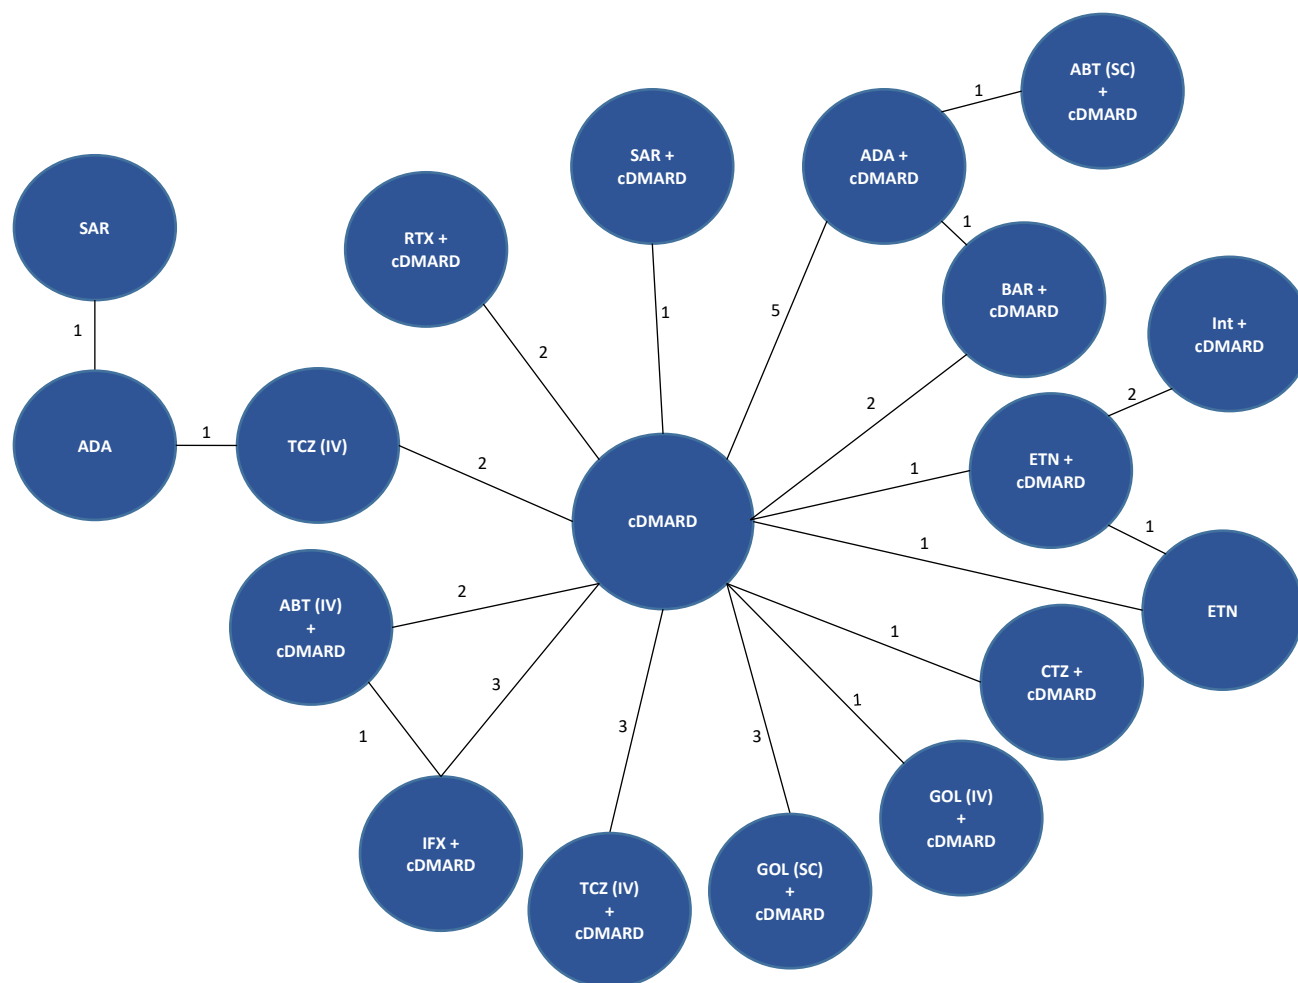 ABT (SC)
+
cDMARD
1
SAR +
cDMARD
ADA +
cDMARD
SAR
RTX +
cDMARD
1
BAR +
cDMARD
Int +
cDMARD
1
5
1
2
2
2
ADA
1
TCZ (IV)
2
1
ETN +
cDMARD
cDMARD
1
1
ABT (IV)
+
cDMARD
2
ETN
1
CTZ +
cDMARD
3
1
1
3
3
GOL (IV)
+
cDMARD
IFX +
cDMARD
GOL (SC)
+
cDMARD
TCZ (IV)
+
cDMARD